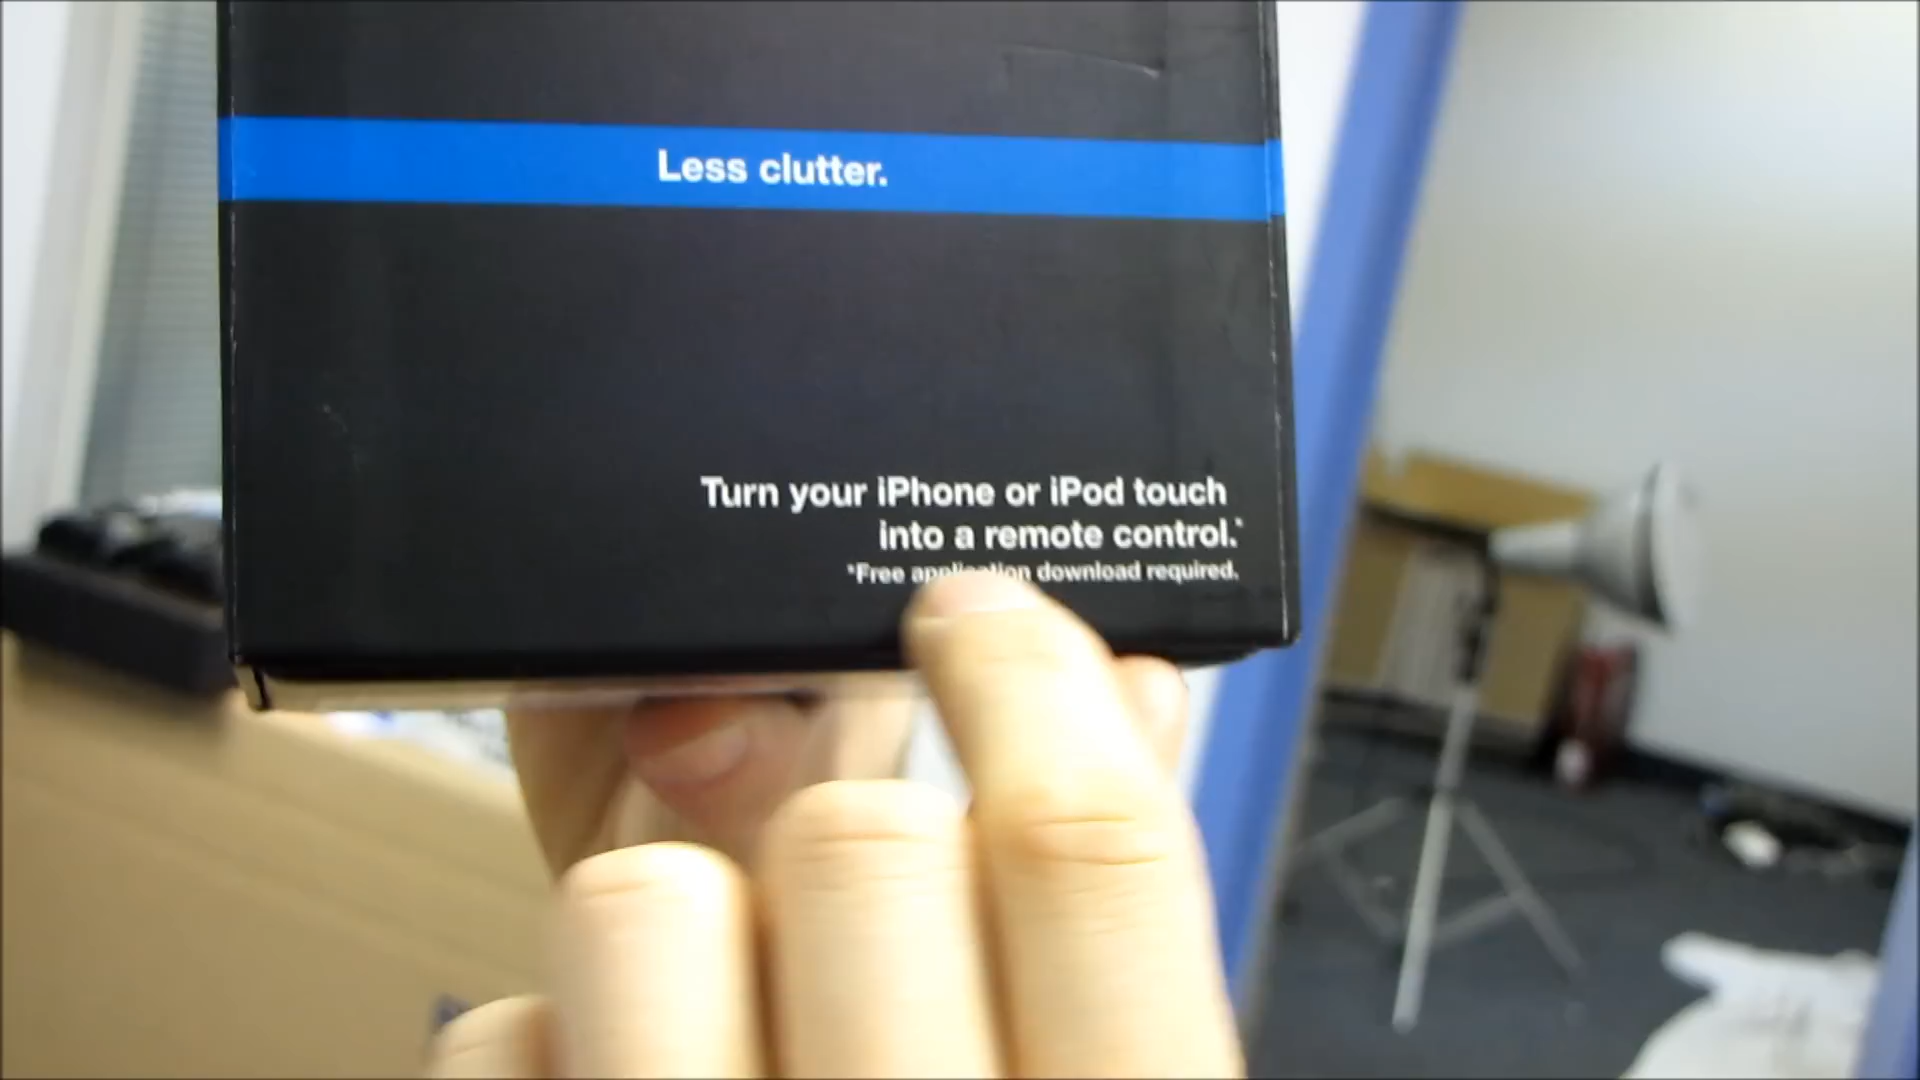 Less clutter.
Turn your iPhone or iPod touch
into a remote control.*
*Free application download required.